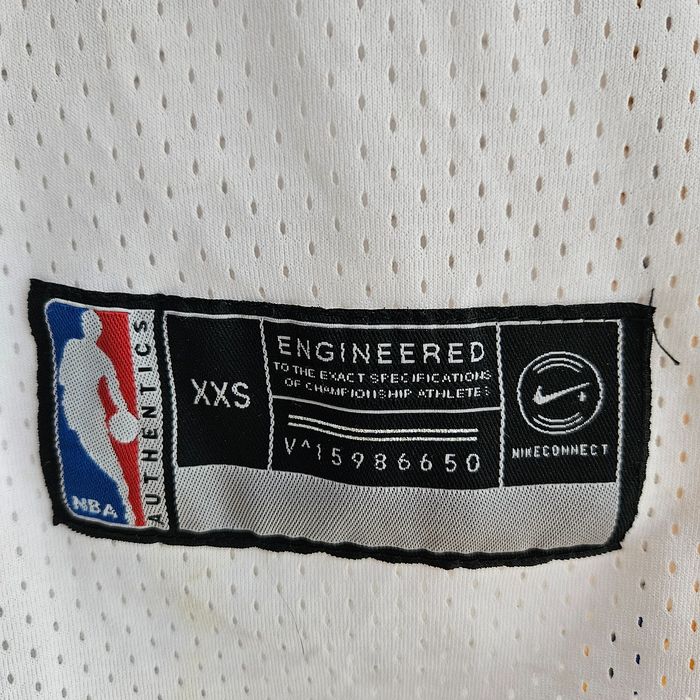 NBA
AUTHENTICS
XXS
ENGINEERED
TO THE EXACT SPECIFICATIONS
OF CHAMPIONSHIP ATHLETES
V^15986650
NIKECONNECT